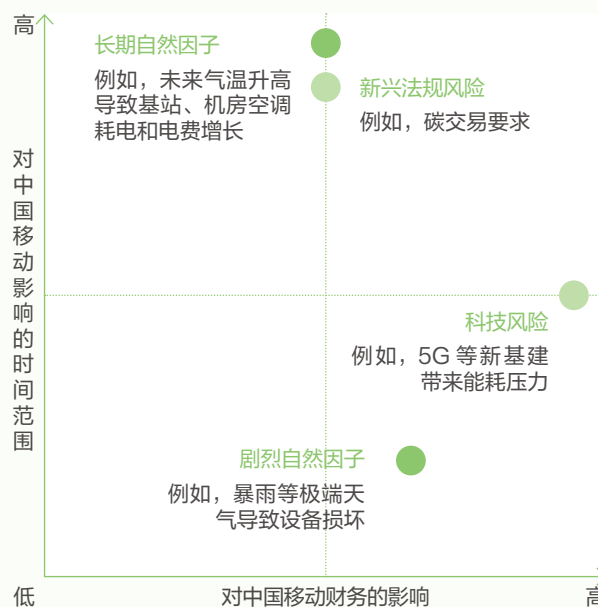 高
长期自然因子
例如，未来气温升高
导致基站、机房空调
耗电和电费增长
新兴法规风险
例如，碳交易要求
对中国移动影响的时间范围
科技风险
例如，5G 等新基建
带来能耗压力
剧烈自然因子
例如，暴雨等极端天
气导致设备损坏
低
对中国移动财务的影响
高